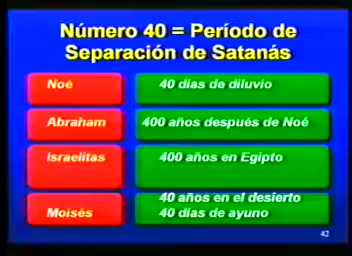 Número 40 = Período de
Separación de Satanás
Noé 40 días de diluvio
Abraham 400 años después de Noé
Israelitas 400 años en Egipto
40 años en el desierto
Moisés 40 días de ayuno
42